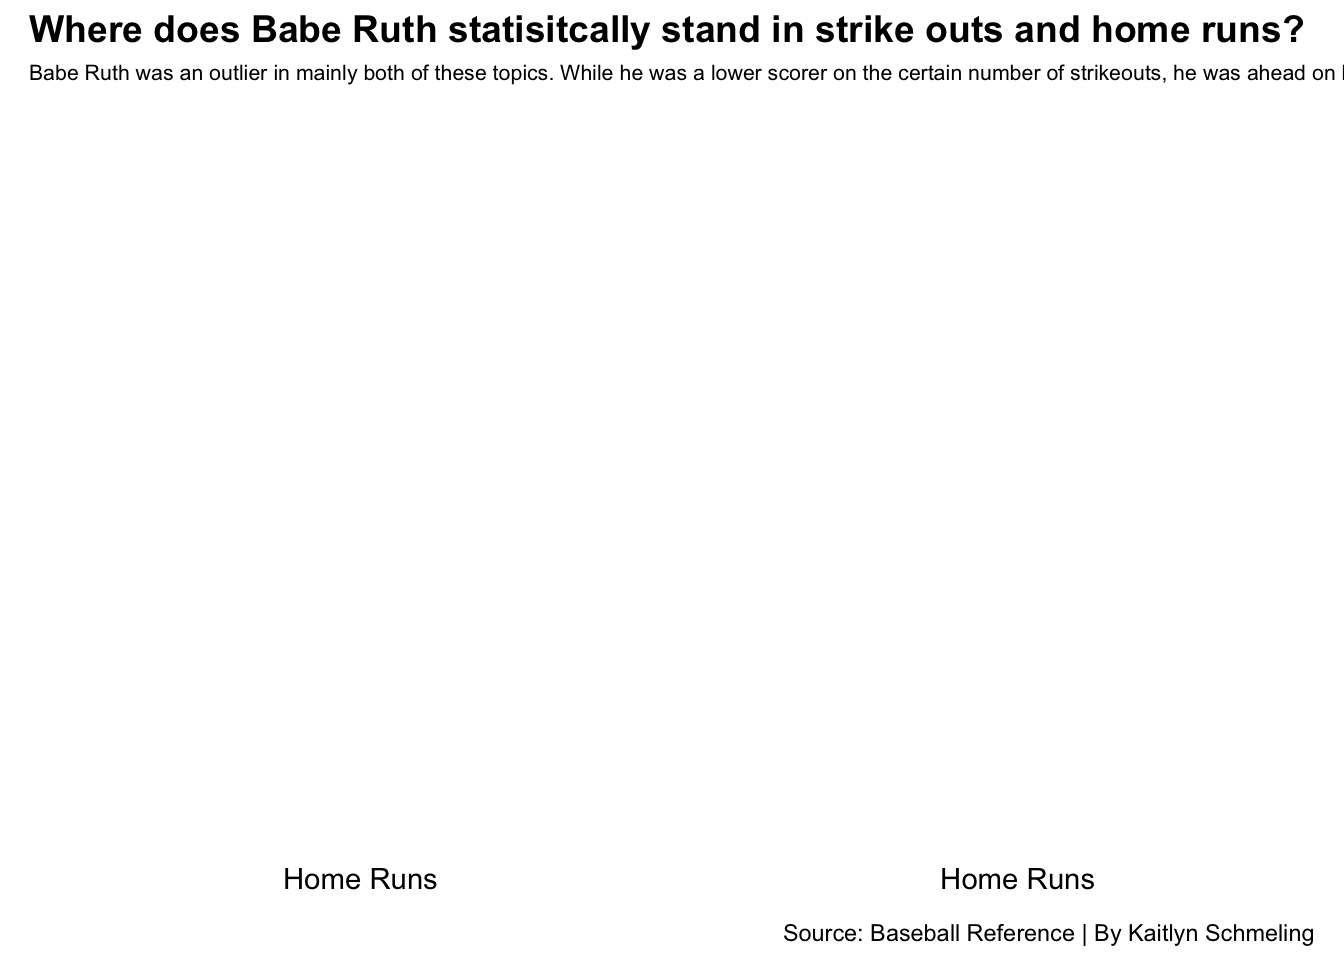 Where does Babe Ruth statisitcally stand in strike outs and home runs?
Babe Ruth was an outlier in mainly both of these topics. While he was a lower scorer on the certain number of strikeouts, he was ahead on
Home Runs
Home Runs
Source: Baseball Reference | By Kaitlyn Schmeling